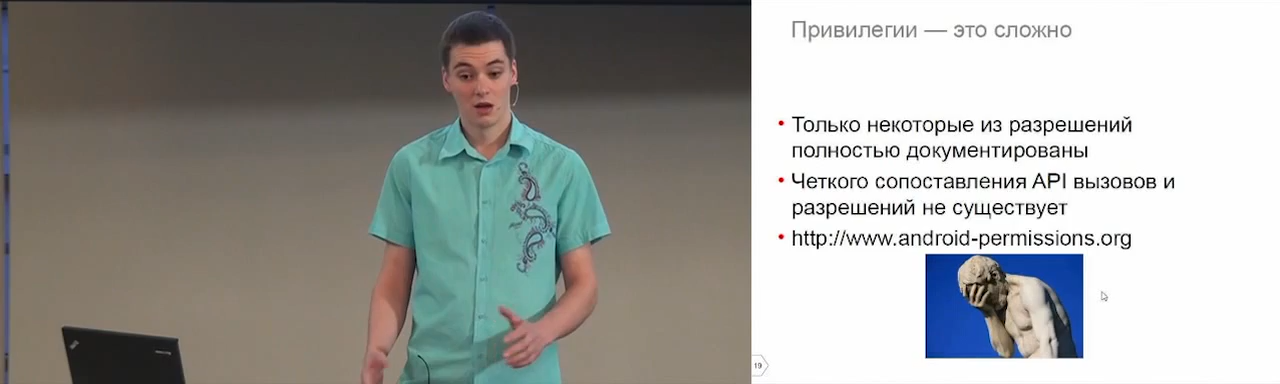 Привилегии — это сложно
• Только некоторые из разрешений
полностью документированы
• Четкого сопоставления API вызовов и
разрешений не существует
• http://www.android-permissions.org
19